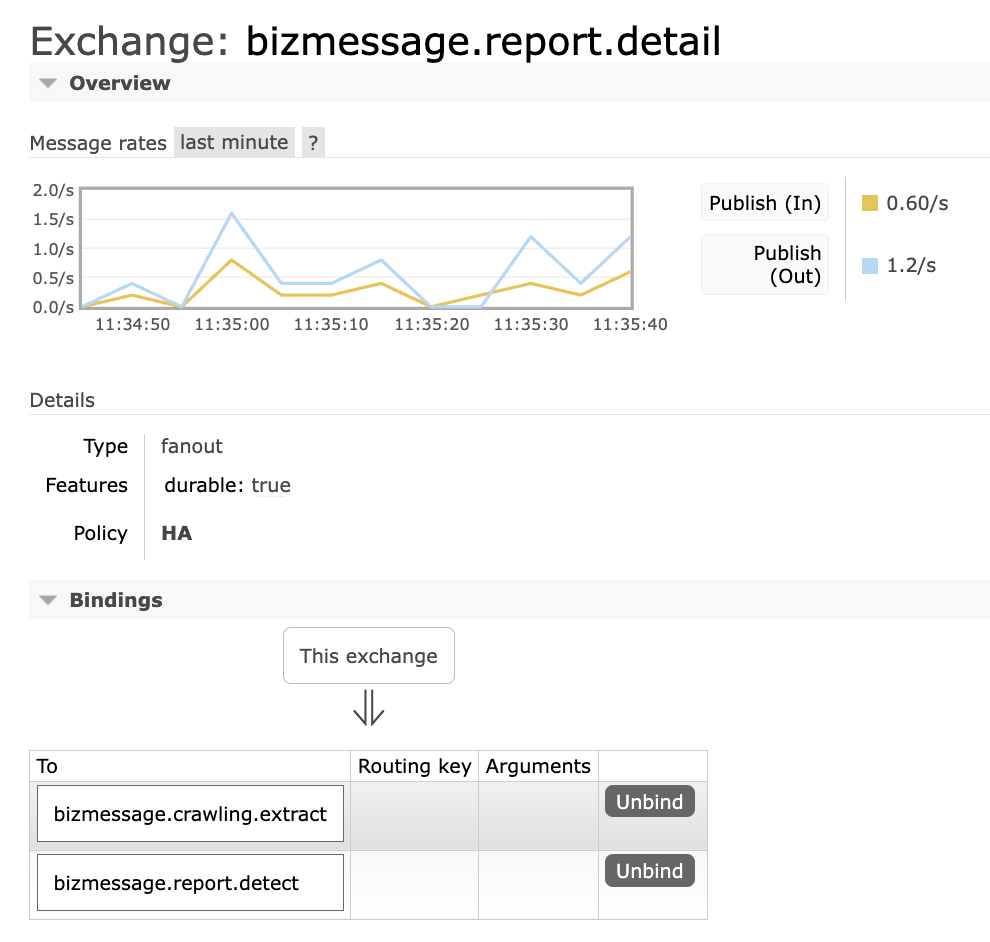 Exchange: bizmessage.report.detail
Overview
Message rates last minute ?
2.0/s
1.5/s
1.0/s
0.5/s
0.0/s
11:34:50 11:35:00 11:35:10 11:35:20 11:35:30 11:35:40
Publish (In) 0.60/s
Publish
(Out) 1.2/s
Details
Type fanout
Features durable: true
Policy HA
Bindings
This exchange
To Routing key Arguments
bizmessage.crawling.extract Unbind
bizmessage.report.detect Unbind